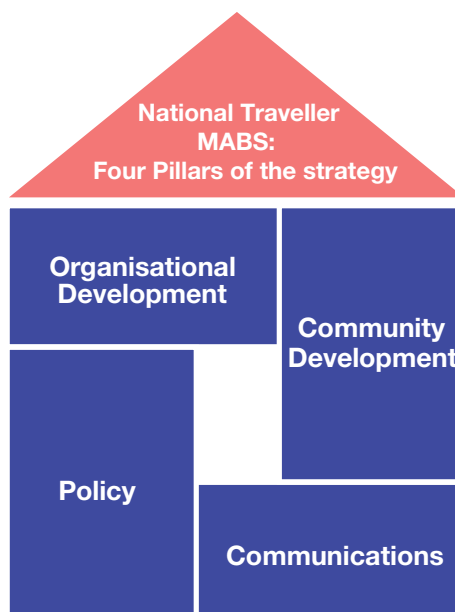 National Traveller
MABS:
Four Pillars of the strategy
Organisational
Development
Community
Development
Policy
Communications